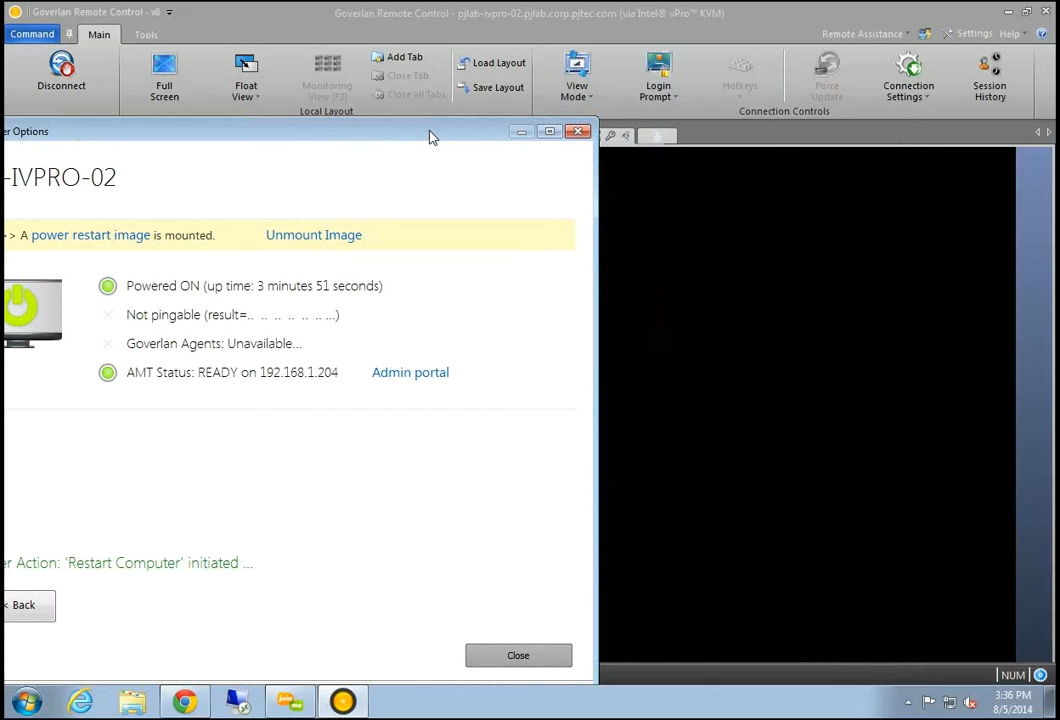 Goverlan Remote Control - v8
Goverlan Remote Control - pjlab-ivpro-02.pjlab.corp.pjtec.com (via Intel® vPro™ KVM)
Command
Main
Tools
Remote Assistance
Settings
Help
Disconnect
Full
Screen
Float
View
Monitoring
View (F2)
Add Tab
Close Tab
Close all Tabs
Local Layout
Load Layout
Save Layout
View
Mode
Login
Prompt
Hotkeys
Force
Update
Connection
Settings
Session
History
Connection Controls
er Options
-IVPRO-02
> > A power restart image is mounted. Unmount Image
Powered ON (up time: 3 minutes 51 seconds)
Not pingable (result=.. .. .. .. .. .. ...)
Goverlan Agents: Unavailable...
AMT Status: READY on 192.168.1.204 Admin portal
er Action: 'Restart Computer' initiated ...
< Back
Close
NUM
3:36 PM
8/5/2014